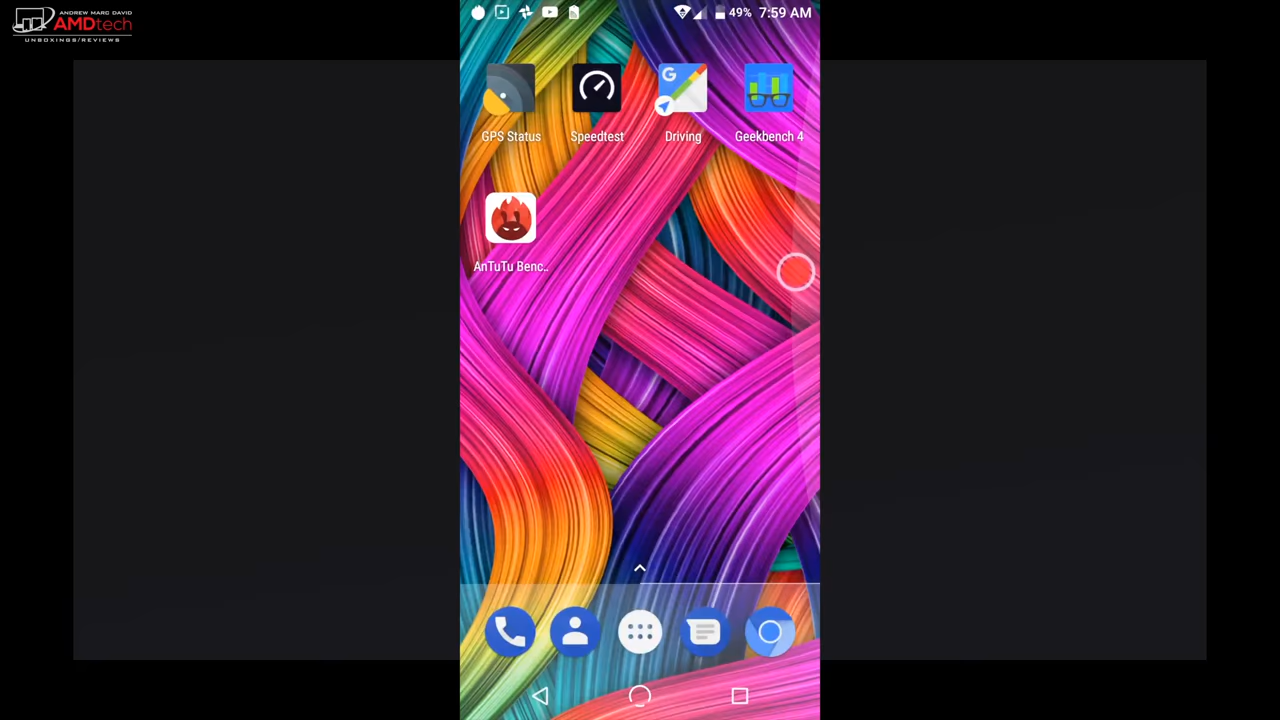 ANDREW MARC DAVID
AMDtech
UNBOXINGS/REVIEWS
49% 7:59 AM
G
GPS Status
Speedtest
Driving
Geekbench 4
AnTuTu Benc..